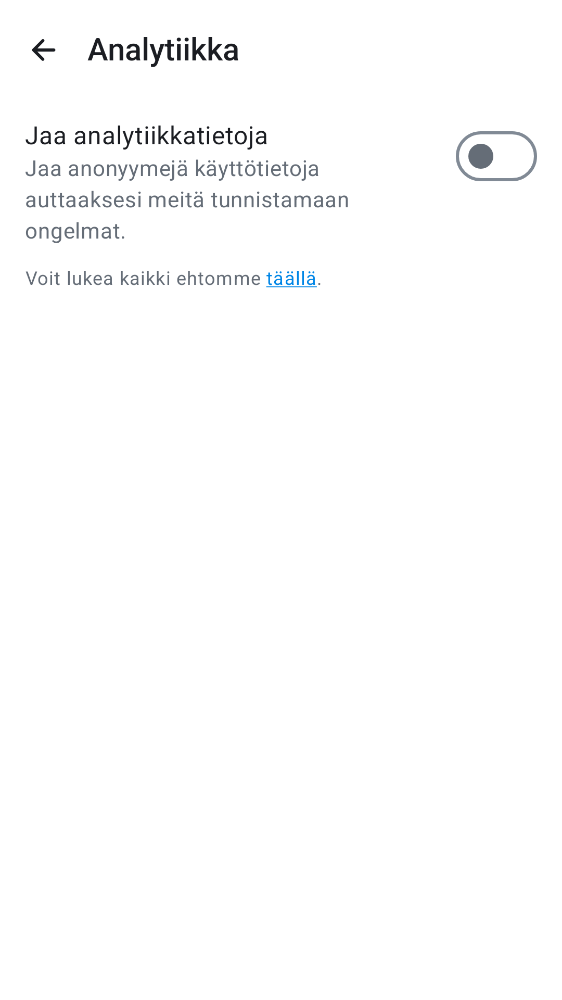 Analytiikka
Jaa analytiikkatietoja
Jaa anonyymejä käyttötietoja
auttaaksesi meitä tunnistamaan
ongelmat.
Voit lukea kaikki ehtomme täällä.